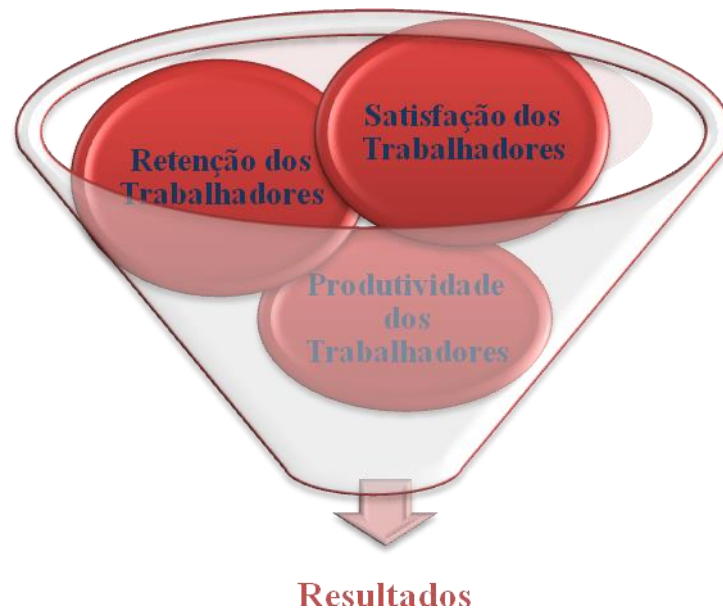 Satisfação dos
Trabalhadores
Retenção dos
Trabalhadores
Produtividade
dos
Trabalhadores
Resultados